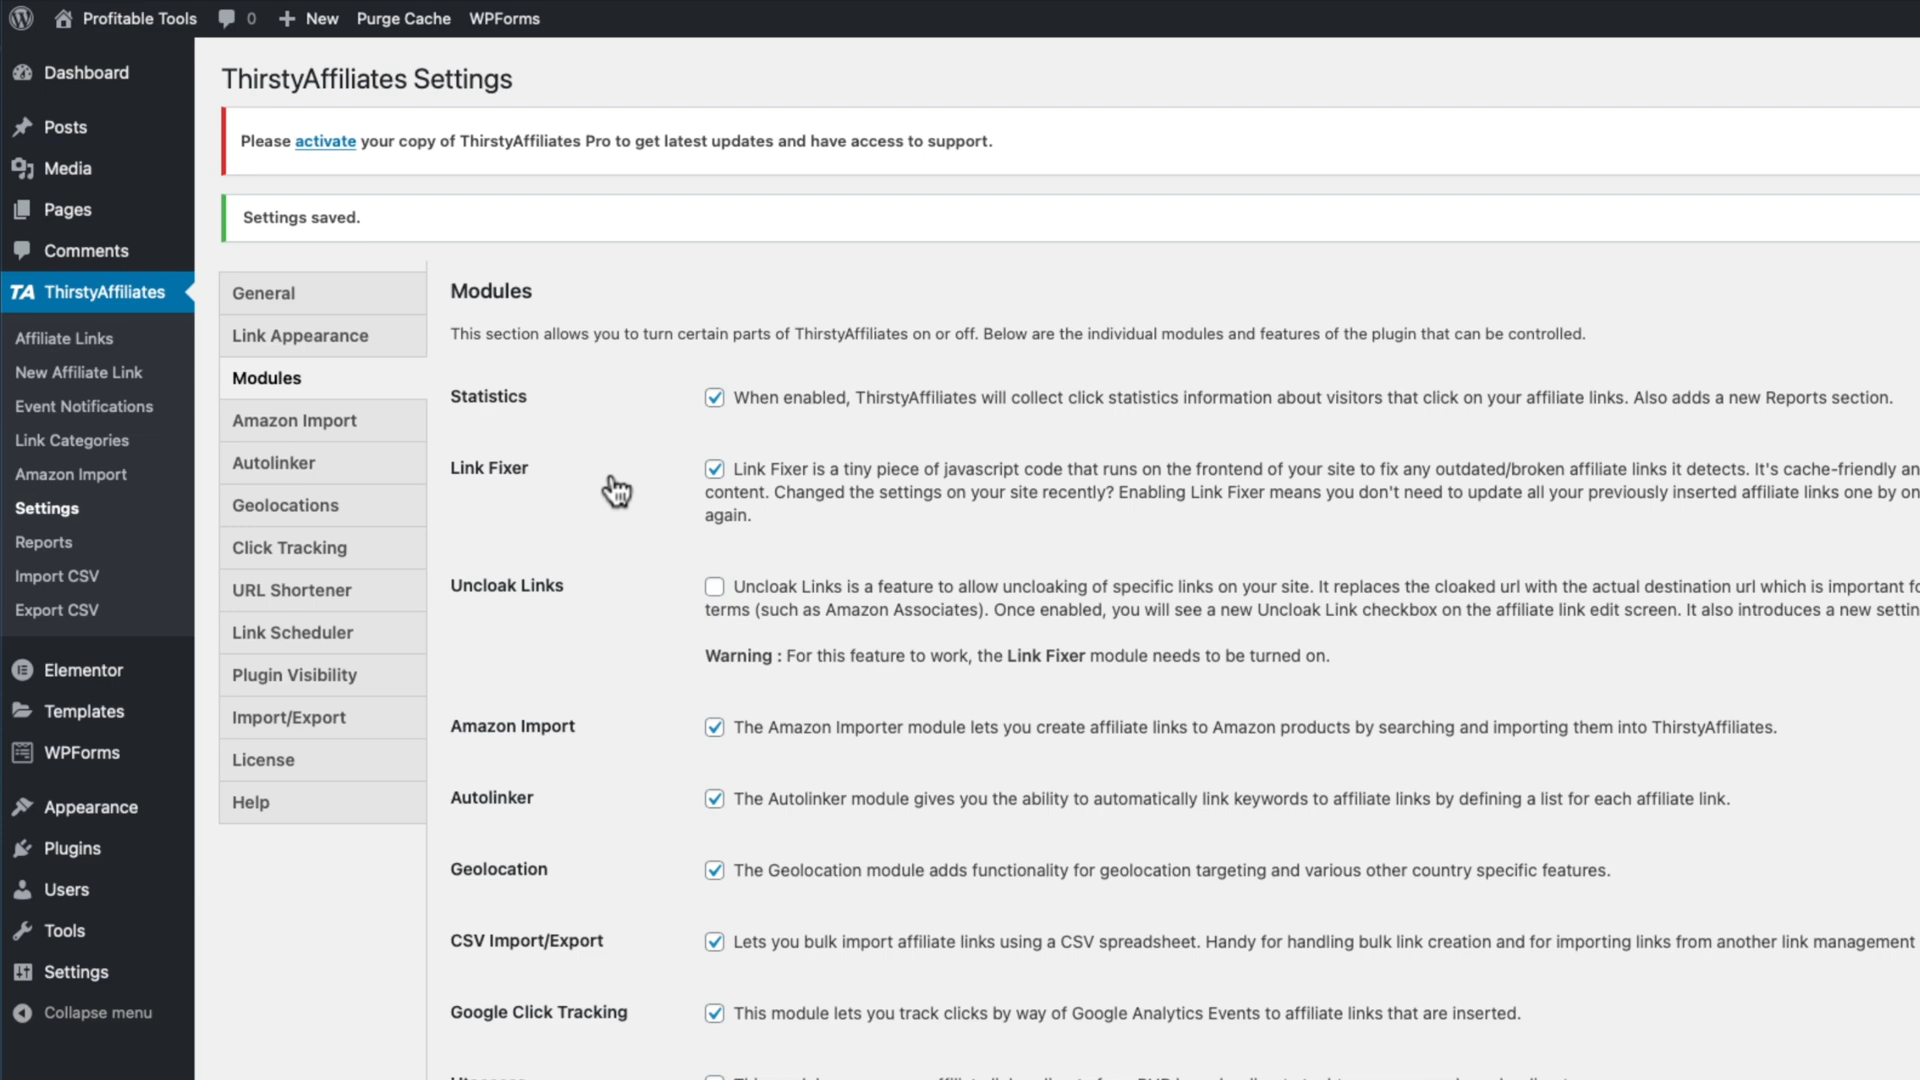 Profitable Tools
0
New
Purge Cache
WPForms
Dashboard
Posts
Media
Pages
Comments
TA ThirstyAffiliates
Affiliate Links
New Affiliate Link
Event Notifications
Link Categories
Amazon Import
Settings
Reports
Import CSV
Export CSV
Elementor
Templates
WPForms
Appearance
Plugins
Users
Tools
Settings
Collapse menu
ThirstyAffiliates Settings
Please activate your copy of ThirstyAffiliates Pro to get latest updates and have access to support.
Settings saved.
General
Link Appearance
Modules
Amazon Import
Autolinker
Geolocations
Click Tracking
URL Shortener
Link Scheduler
Plugin Visibility
Import/Export
License
Help
Modules
This section allows you to turn certain parts of ThirstyAffiliates on or off. Below are the individual modules and features of the plugin that can be controlled.
Statistics
When enabled, ThirstyAffiliates will collect click statistics information about visitors that click on your affiliate links. Also adds a new Reports section.
Link Fixer
Link Fixer is a tiny piece of javascript code that runs on the frontend of your site to fix any outdated/broken affiliate links it detects. It's cache-friendly an
content. Changed the settings on your site recently? Enabling Link Fixer means you don't need to update all your previously inserted affiliate links one by on
again.
Uncloak Links
Uncloak Links is a feature to allow uncloaking of specific links on your site. It replaces the cloaked url with the actual destination url which is important fo
terms (such as Amazon Associates). Once enabled, you will see a new Uncloak Link checkbox on the affiliate link edit screen. It also introduces a new settin
Warning : For this feature to work, the Link Fixer module needs to be turned on.
Amazon Import
The Amazon Importer module lets you create affiliate links to Amazon products by searching and importing them into ThirstyAffiliates.
Autolinker
The Autolinker module gives you the ability to automatically link keywords to affiliate links by defining a list for each affiliate link.
Geolocation
The Geolocation module adds functionality for geolocation targeting and various other country specific features.
CSV Import/Export
Lets you bulk import affiliate links using a CSV spreadsheet. Handy for handling bulk link creation and for importing links from another link management
Google Click Tracking
This module lets you track clicks by way of Google Analytics Events to affiliate links that are inserted.